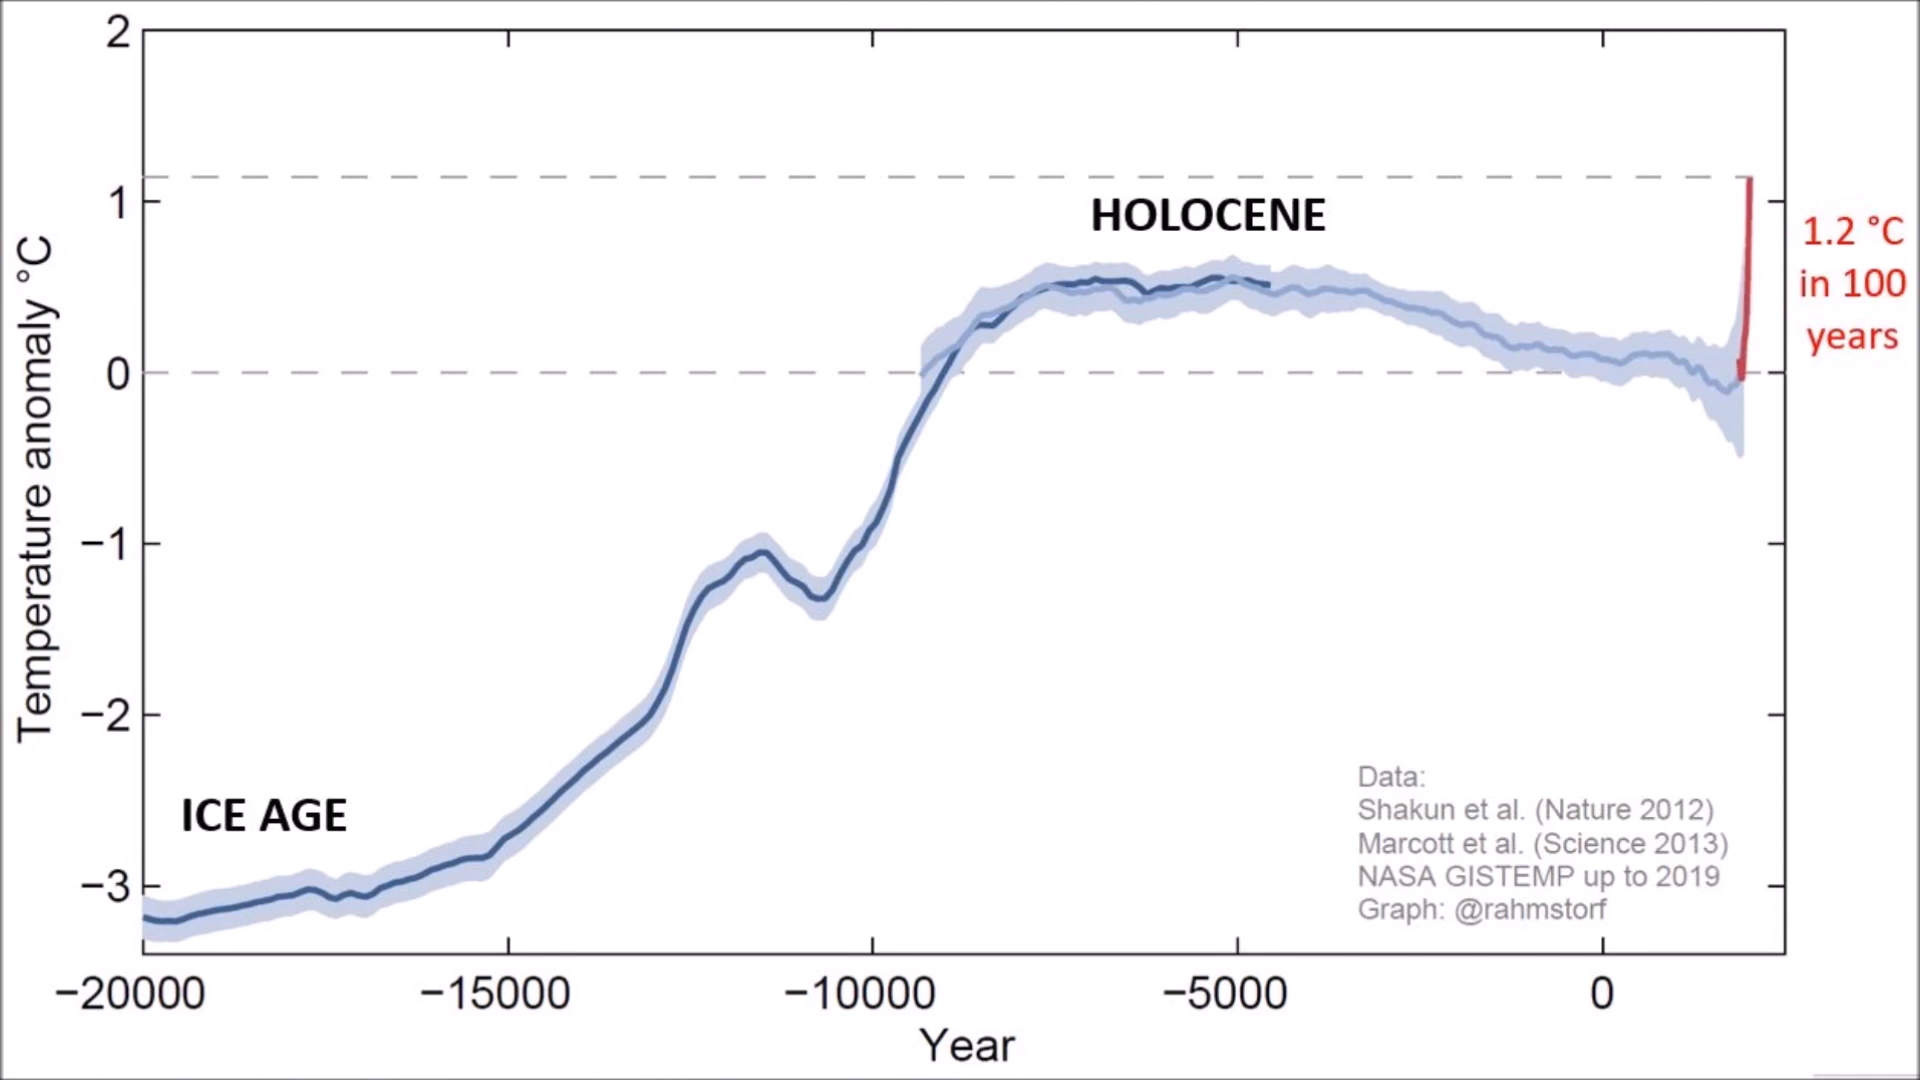 2
1
0
−1
−2
−3
Temperature anomaly °C
HOLOCENE
ICE AGE
1.2 °C
in 100
years
Data:
Shakun et al. (Nature 2012)
Marcott et al. (Science 2013)
NASA GISTEMP up to 2019
Graph: @rahmstorf
−20000 −15000 −10000 −5000 0
Year